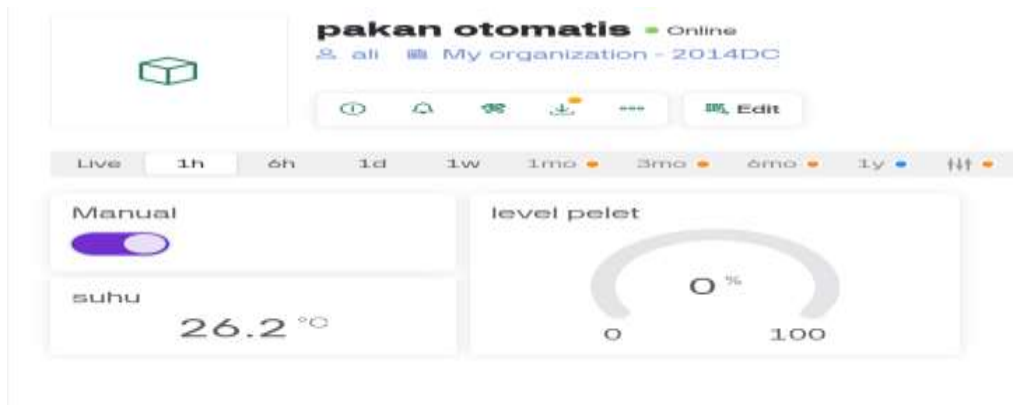 pakan otomatis Online
ali My organization - 2014DC
Edit
Live 1h 6h 1d 1w 1mo 3mo 6mo 1y
Manual
level pelet
0 %
suhu
26.2 °C
0 100